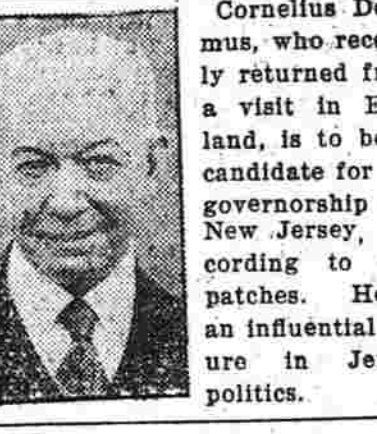 Cornelius De
mus, who rece
ly returned fr
a visit in E
land, is to be
candidate for
governorship
New Jersey,
cording to
patches. He
an influential
ure in Je
politics.